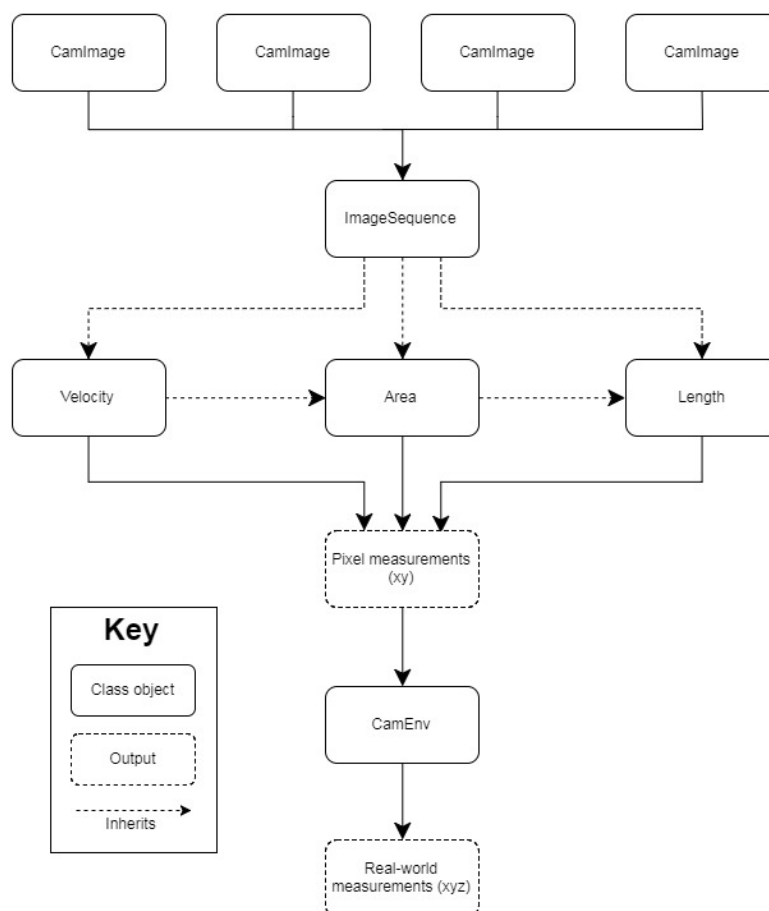 CamImage
CamImage
CamImage
CamImage
ImageSequence
Velocity
Area
Length
Pixel measurements
(xy)
Key
Class object
Output
Inherits
CamEnv
Real-world
measurements (xyz)